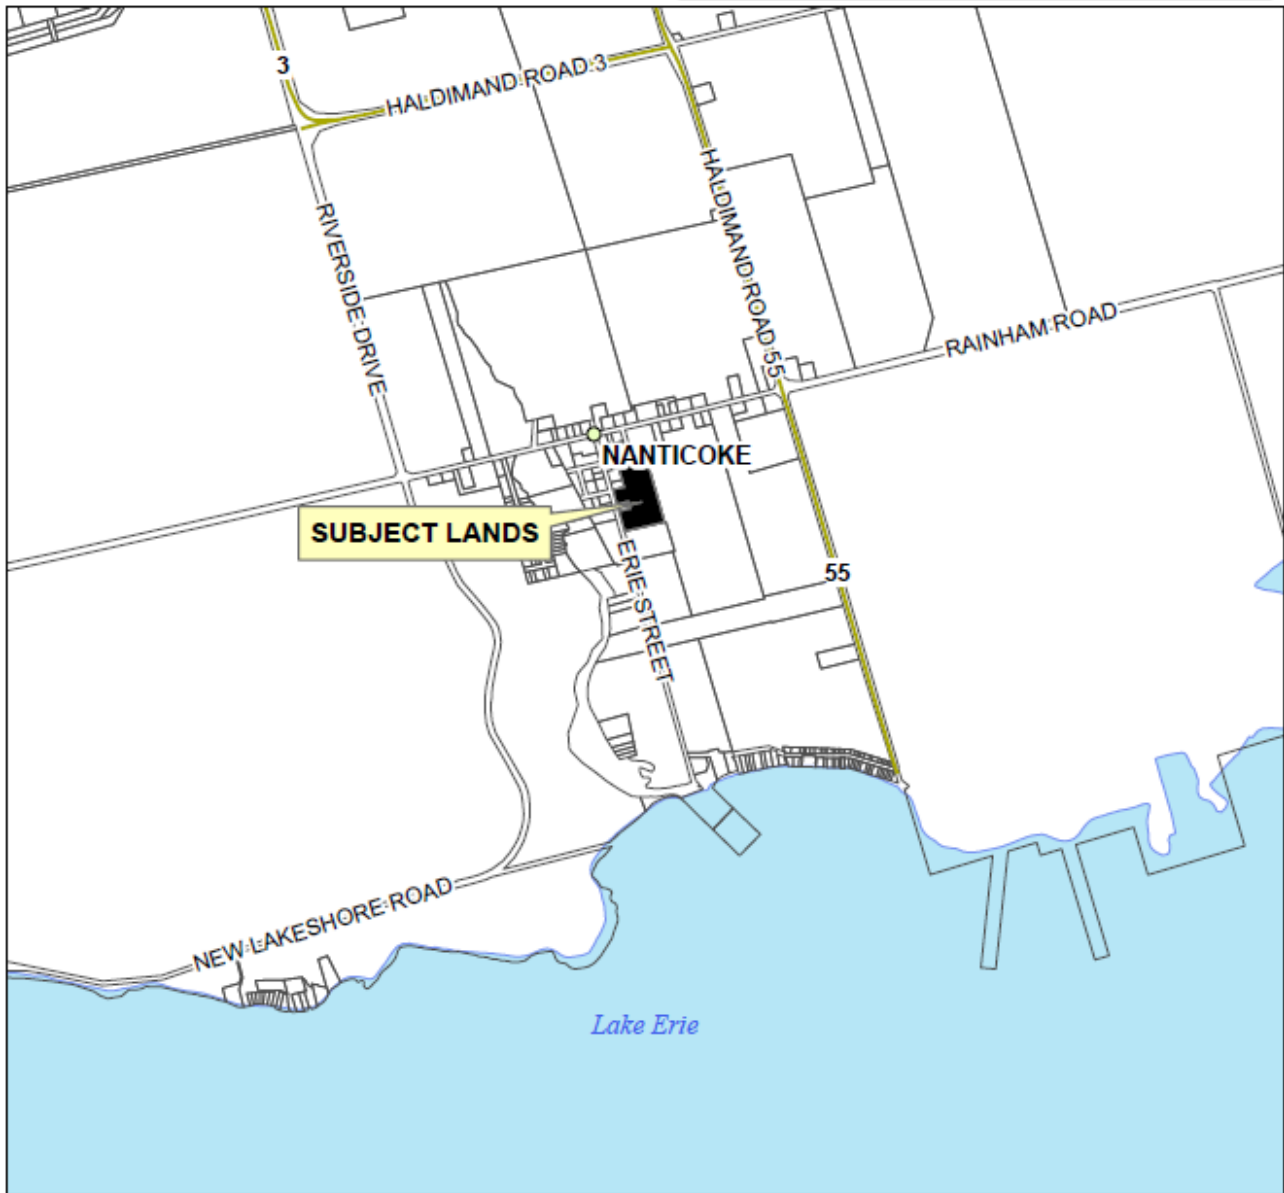 3
HALDIMAND ROAD 3
HALDIMAND ROAD 55
RIVERSIDE DRIVE
RAINHAM ROAD
NANTICOKE
SUBJECT LANDS
ERIE STREET
55
NEW LAKESHORE ROAD
Lake Erie